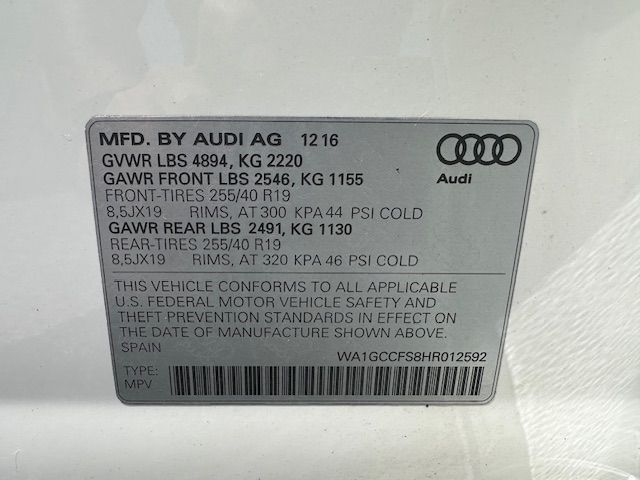 MFD. BY AUDI AG 12 16
GVWR LBS 4894, KG 2220
GAWR FRONT LBS 2546, KG 1155
FRONT-TIRES 255/40 R19
8,5JX19 RIMS, AT 300 KPA 44 PSI COLD
GAWR REAR LBS 2491, KG 1130
REAR-TIRES 255/40 R19
8,5JX19 RIMS, AT 320 KPA 46 PSI COLD
Audi
THIS VEHICLE CONFORMS TO ALL APPLICABLE
U.S. FEDERAL MOTOR VEHICLE SAFETY AND
THEFT PREVENTION STANDARDS IN EFFECT ON
THE DATE OF MANUFACTURE SHOWN ABOVE.
SPAIN
WA1GCCFS8HR012592
TYPE:
MPV